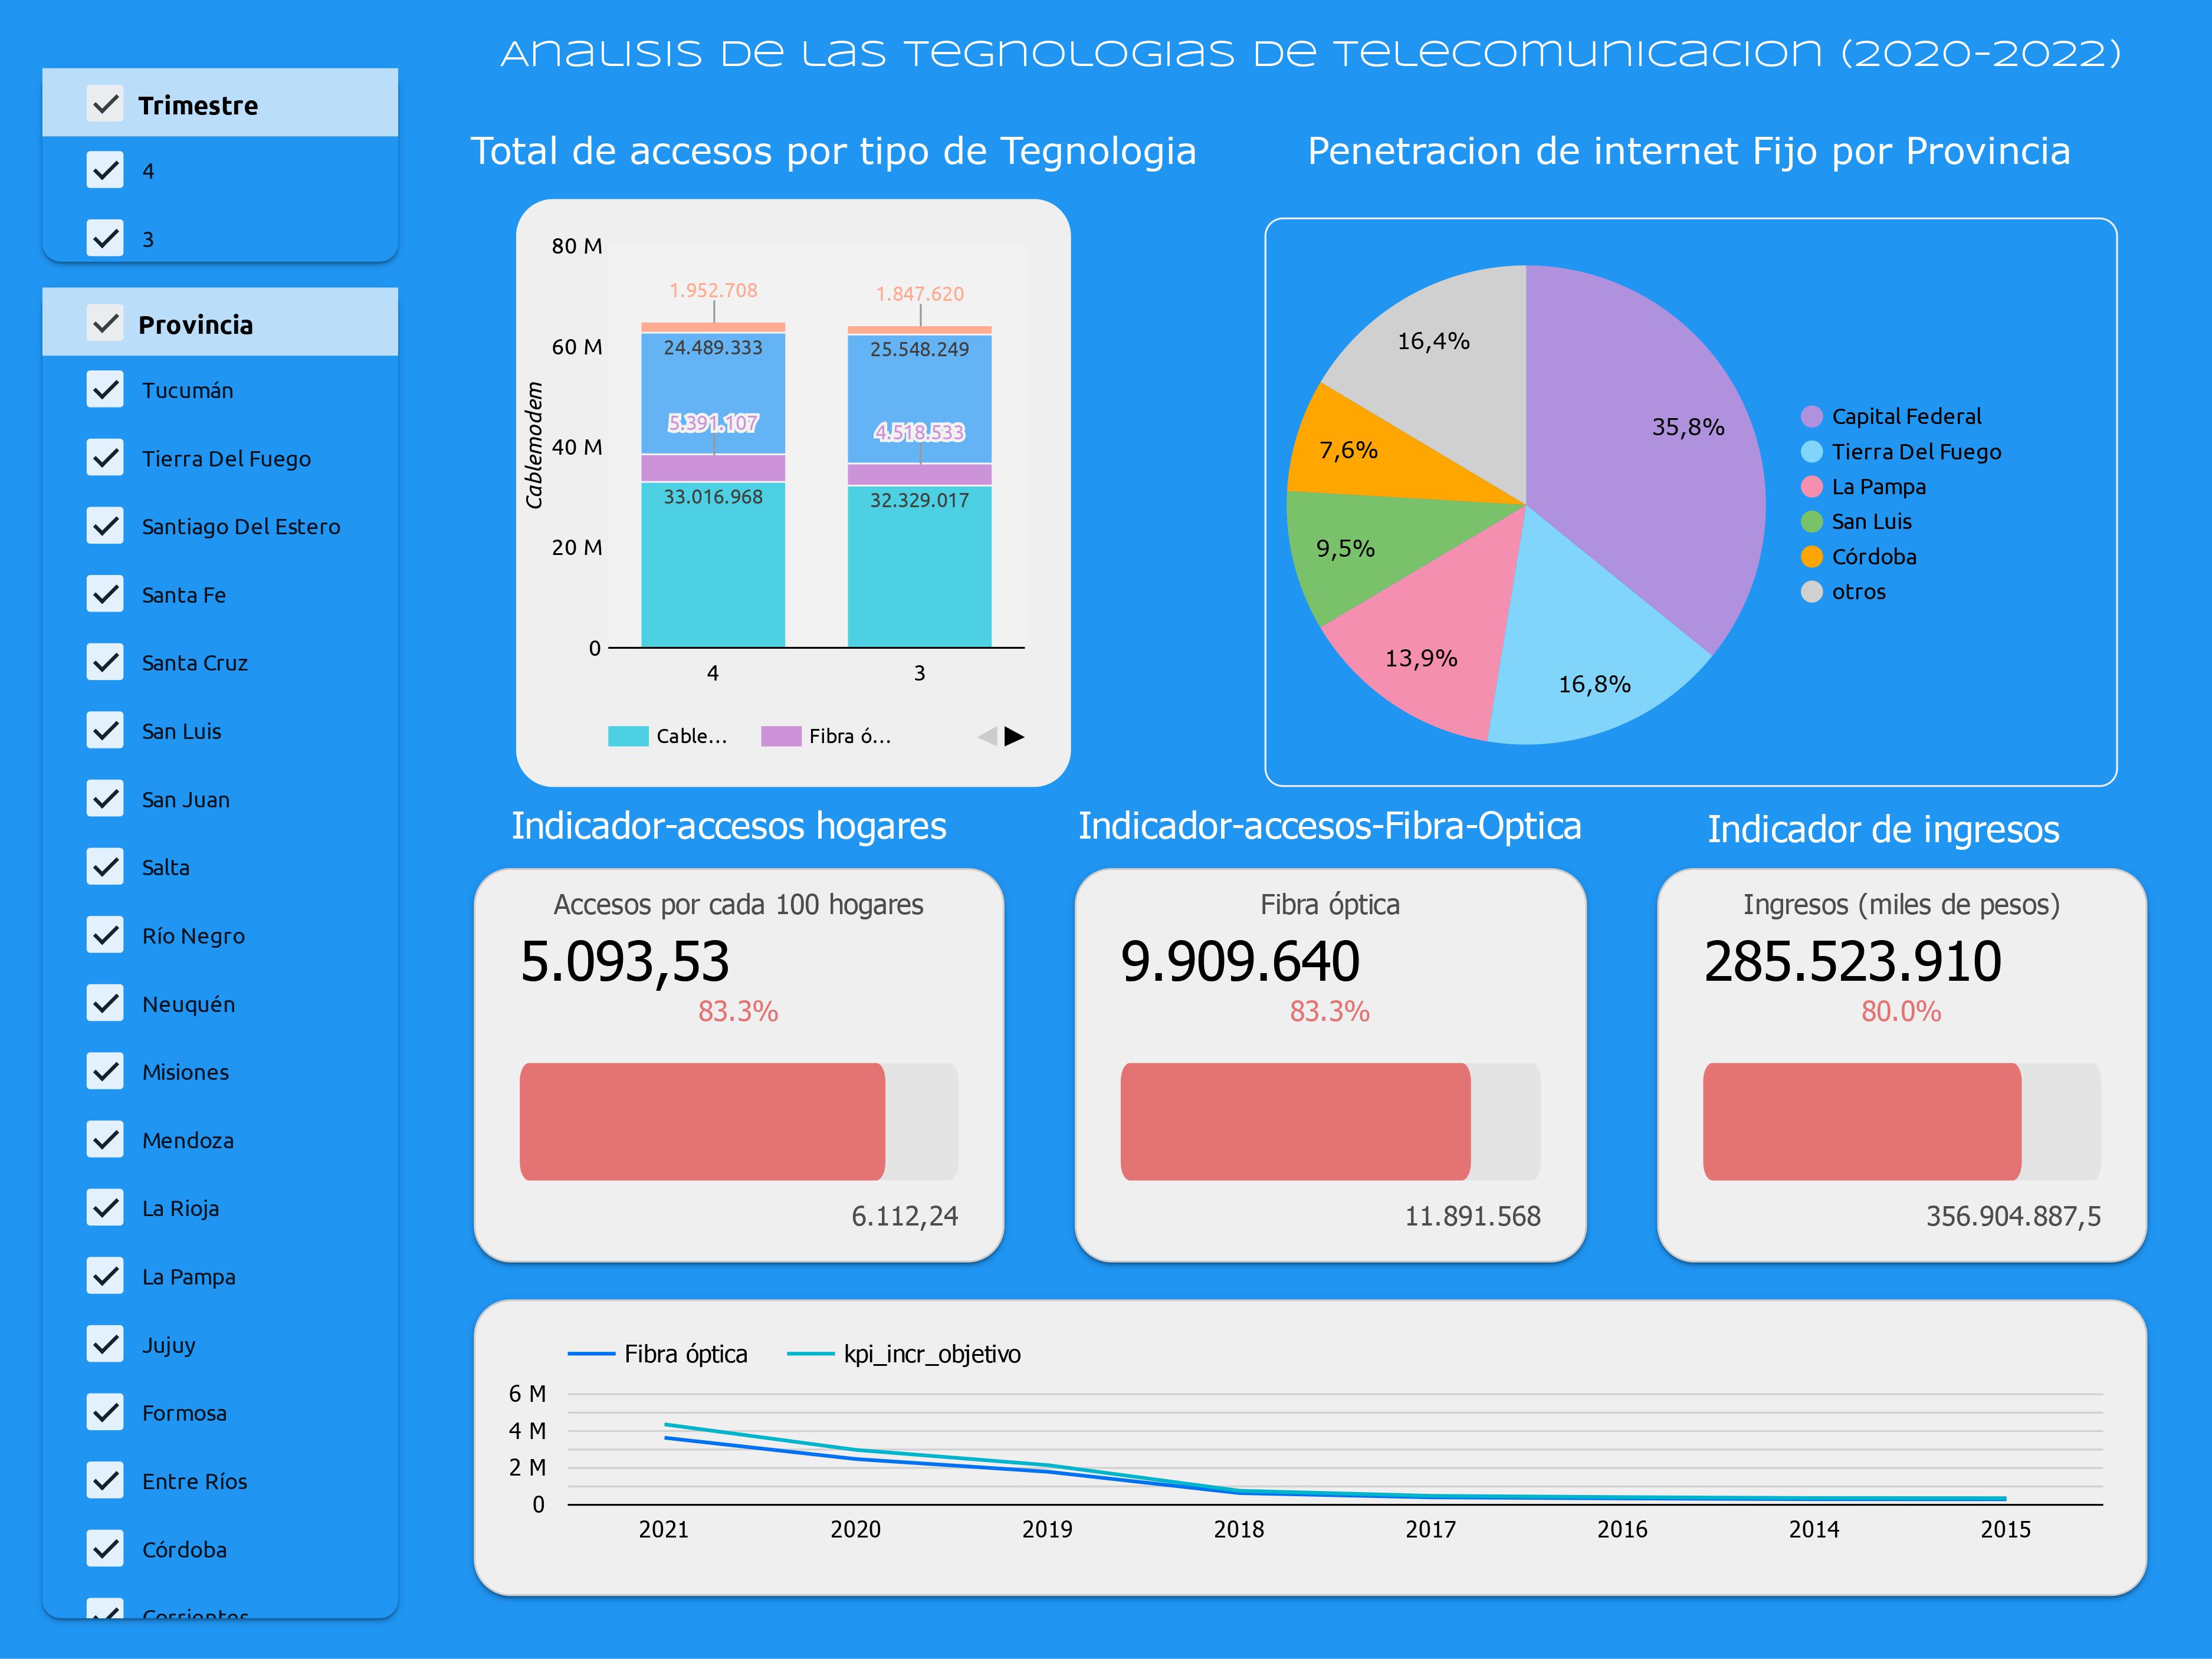 Analisis de las Tegnologias de Telecomunicacion (2020-2022)
Trimestre
4
3
Provincia
Tucumán
Tierra Del Fuego
Santiago Del Estero
Santa Fe
Santa Cruz
San Luis
San Juan
Salta
Río Negro
Neuquén
Misiones
Mendoza
La Rioja
La Pampa
Jujuy
Formosa
Entre Ríos
Córdoba
Corrientes
Total de accesos por tipo de Tegnologia
80 M
60 M
40 M
20 M
0
Cablemodem
1.952.708
24.489.333
5.391.107
33.016.968
1.847.620
25.548.249
4.518.533
32.329.017
4
3
Cable...
Fibra ó...
Penetracion de internet Fijo por Provincia
35,8%
16,8%
13,9%
9,5%
7,6%
16,4%
Capital Federal
Tierra Del Fuego
La Pampa
San Luis
Córdoba
otros
Indicador-accesos hogares
Accesos por cada 100 hogares
5.093,53
83.3%
6.112,24
Indicador-accesos-Fibra-Optica
Fibra óptica
9.909.640
83.3%
11.891.568
Indicador de ingresos
Ingresos (miles de pesos)
285.523.910
80.0%
356.904.887,5
Fibra óptica
kpi_incr_objetivo
6 M
4 M
2 M
0
2021
2020
2019
2018
2017
2016
2014
2015